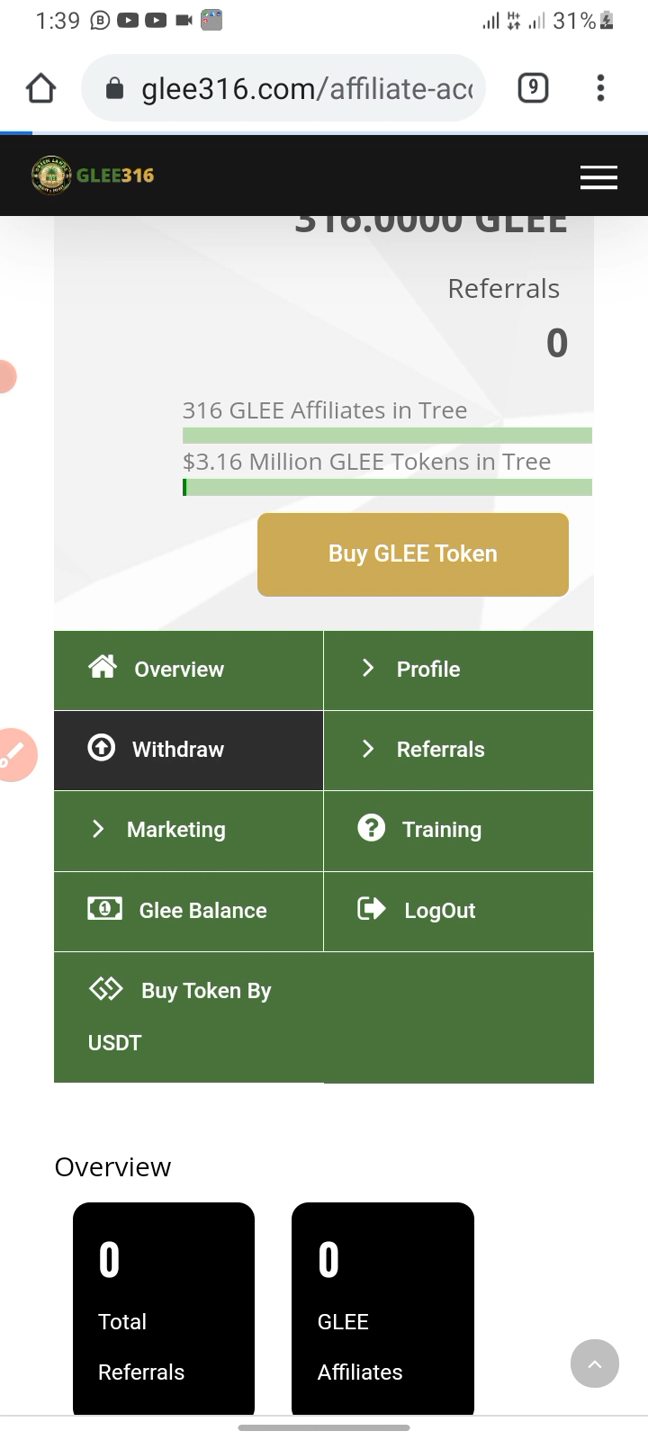 1:39
31%
glee316.com/affiliate-acc
9
GLEE316
316.0000 GLEE
Referrals
0
316 GLEE Affiliates in Tree
$3.16 Million GLEE Tokens in Tree
Buy GLEE Token
Overview
Profile
Withdraw
Referrals
Marketing
Training
Glee Balance
LogOut
Buy Token By
USDT
Overview
0
0
Total
GLEE
Referrals
Affiliates